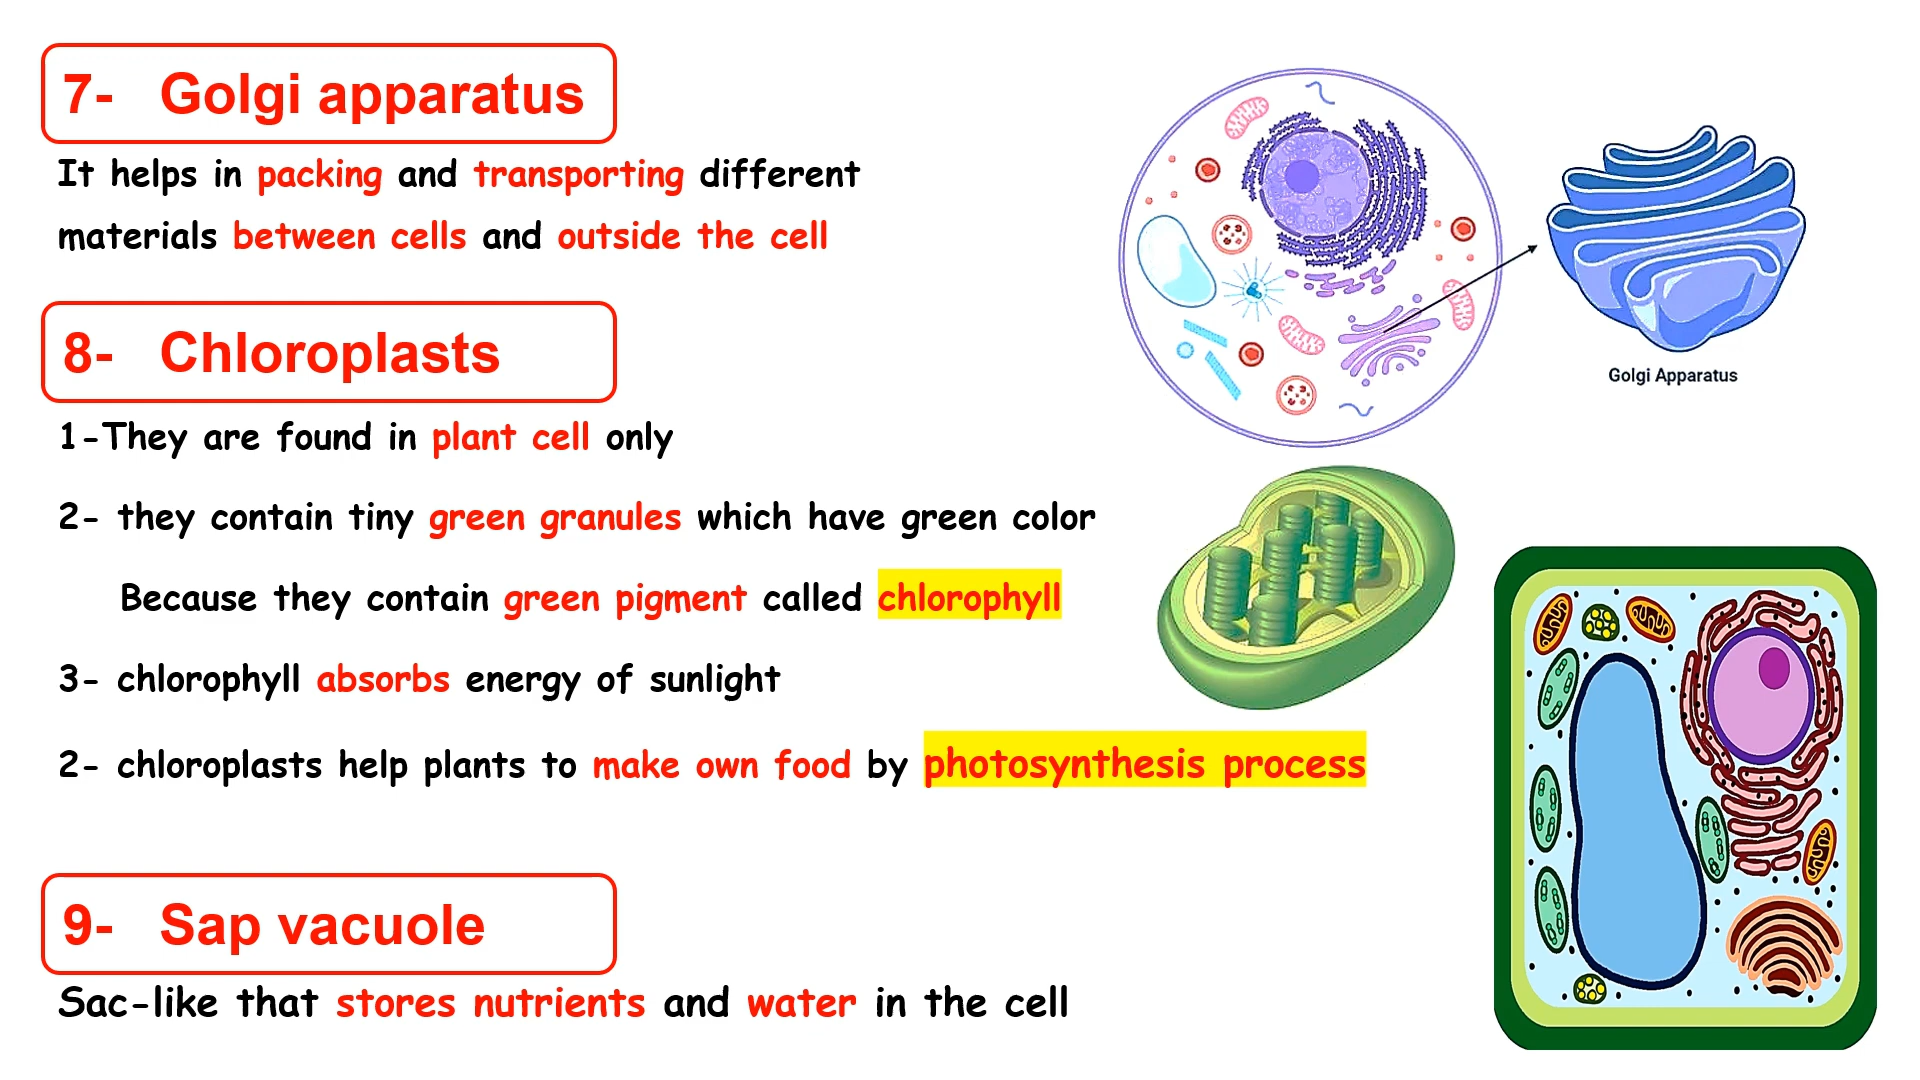 7- Golgi apparatus
It helps in packing and transporting different
materials between cells and outside the cell
Golgi Apparatus
8- Chloroplasts
1-They are found in plant cell only
2- they contain tiny green granules which have green color
Because they contain green pigment called chlorophyll
3- chlorophyll absorbs energy of sunlight
2- chloroplasts help plants to make own food by photosynthesis process
9- Sap vacuole
Sac-like that stores nutrients and water in the cell